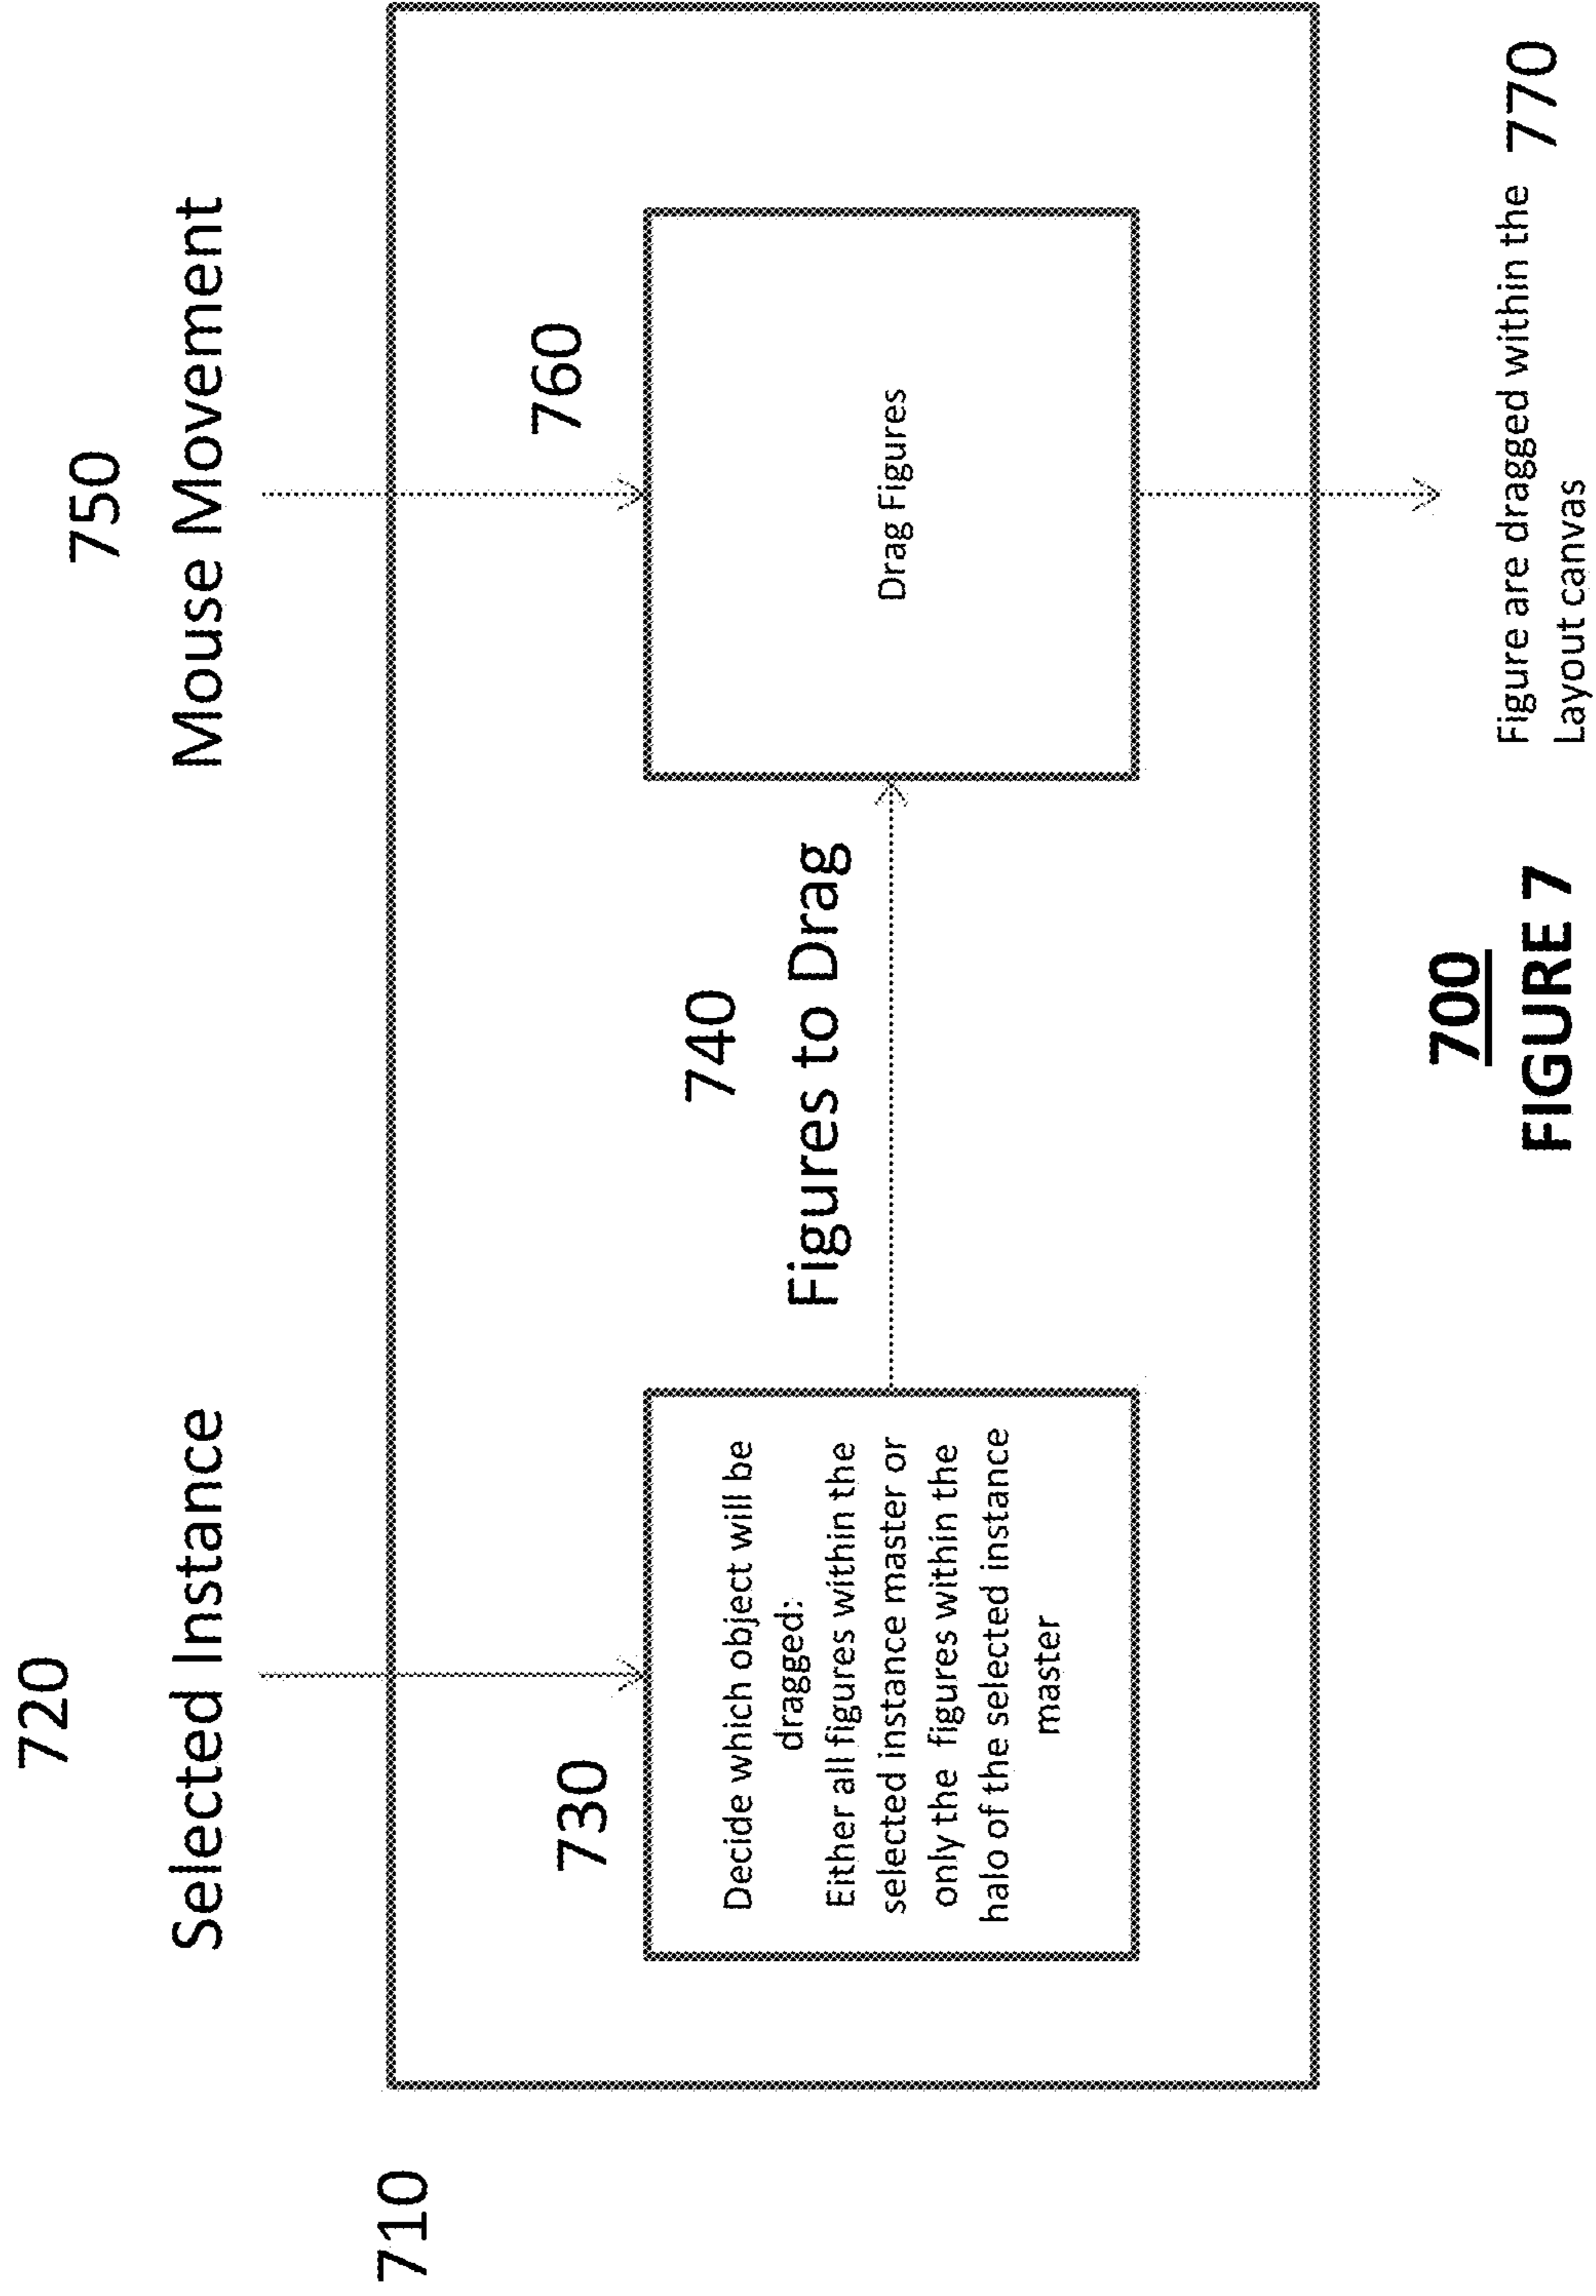 720
Selected Instance
750
Mouse Movement
710
730
Decide which object will be
dragged:
Either all figures within the
selected instance master or
only the figures within the
halo of the selected instance
master
740
Figures to Drag
760
Drag Figures
Figure are dragged within the
Layout canvas
770
700
FIGURE 7